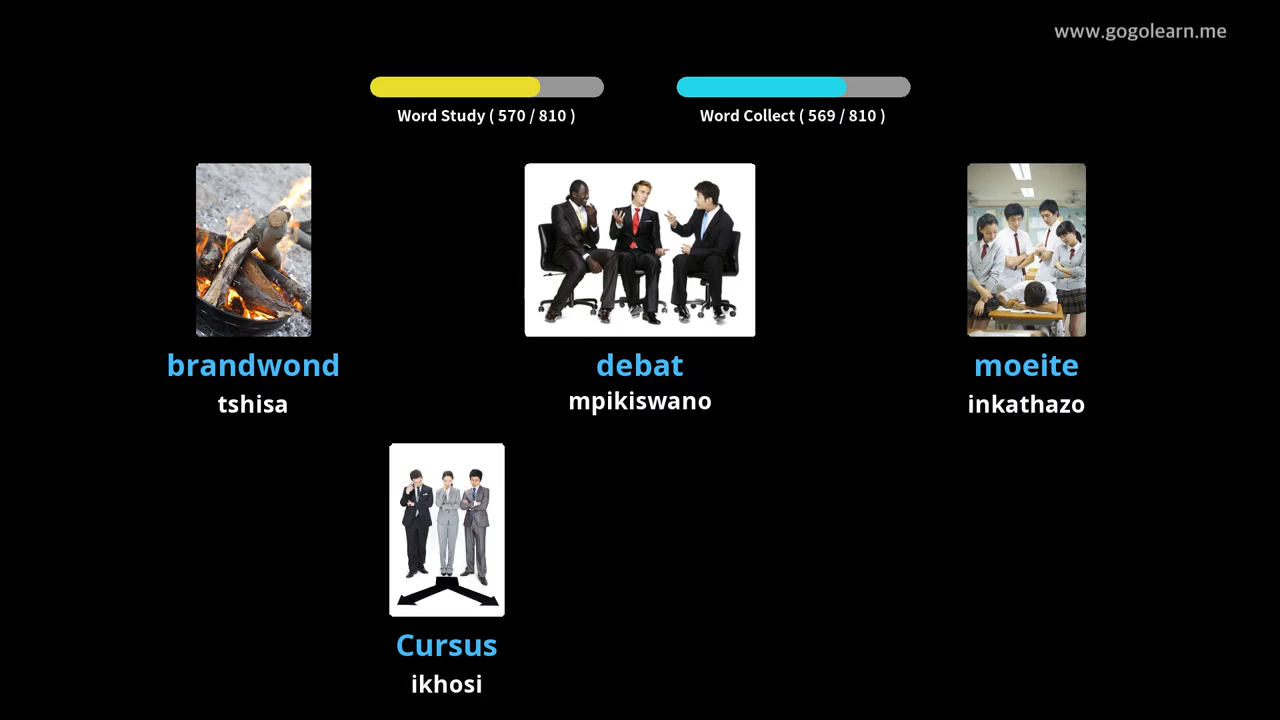 www.gogolearn.me
Word Study ( 570 / 810 )
Word Collect ( 569 / 810 )
brandwond
tshisa
debat
mpikiswano
moeite
inkathazo
Cursus
ikhosi